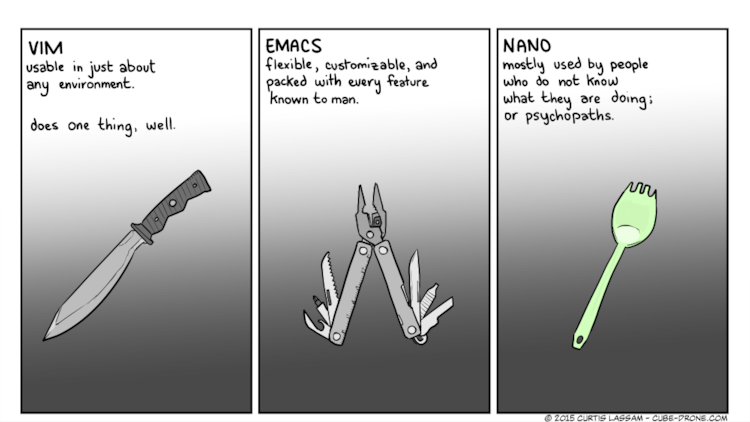 VIM
usable in just about
any environment.
does one thing, well.
EMACS
flexible, customizable, and
packed with every feature
known to man.
NANO
mostly used by people
who do not know
what they are doing;
or psychopaths.
© 2015 CURTIS LASSAM - CUBE-DRONE.COM